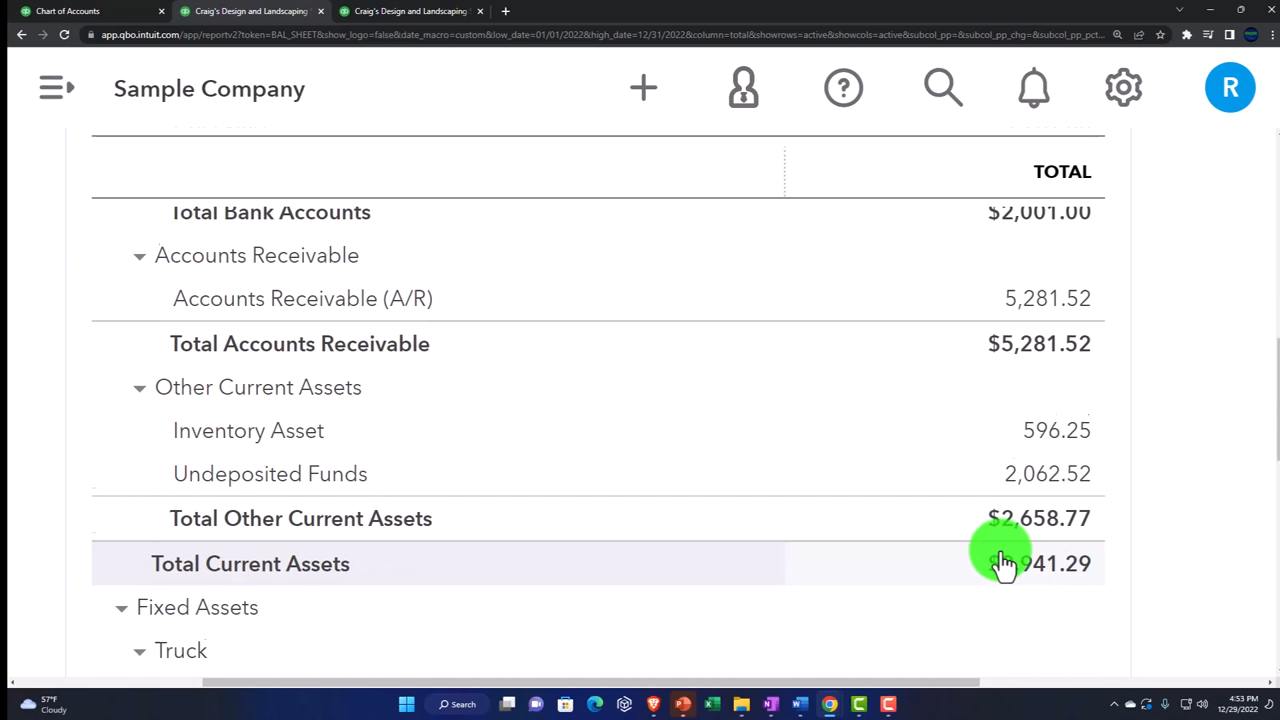 Chart of Accounts
Craig's Design and Landscaping
Craig's Design and Landscaping
app.qbo.intuit.com/app/reportv2?token=BAL_SHEET&show_logo=false&date_macro=custom&low_date=01/01/2022&high_date=12/31/2022&column=total&showrows=active&showcols=active&subcol_pp=&subcol_pp_chg=&subcol_pp_pct...
Sample Company
R
TOTAL
Total Bank Accounts $2,001.00
Accounts Receivable
Accounts Receivable (A/R) 5,281.52
Total Accounts Receivable $5,281.52
Other Current Assets
Inventory Asset 596.25
Undeposited Funds 2,062.52
Total Other Current Assets $2,658.77
Total Current Assets
Fixed Assets
Truck
57°F
Cloudy
Search
4:53 PM
12/29/2022